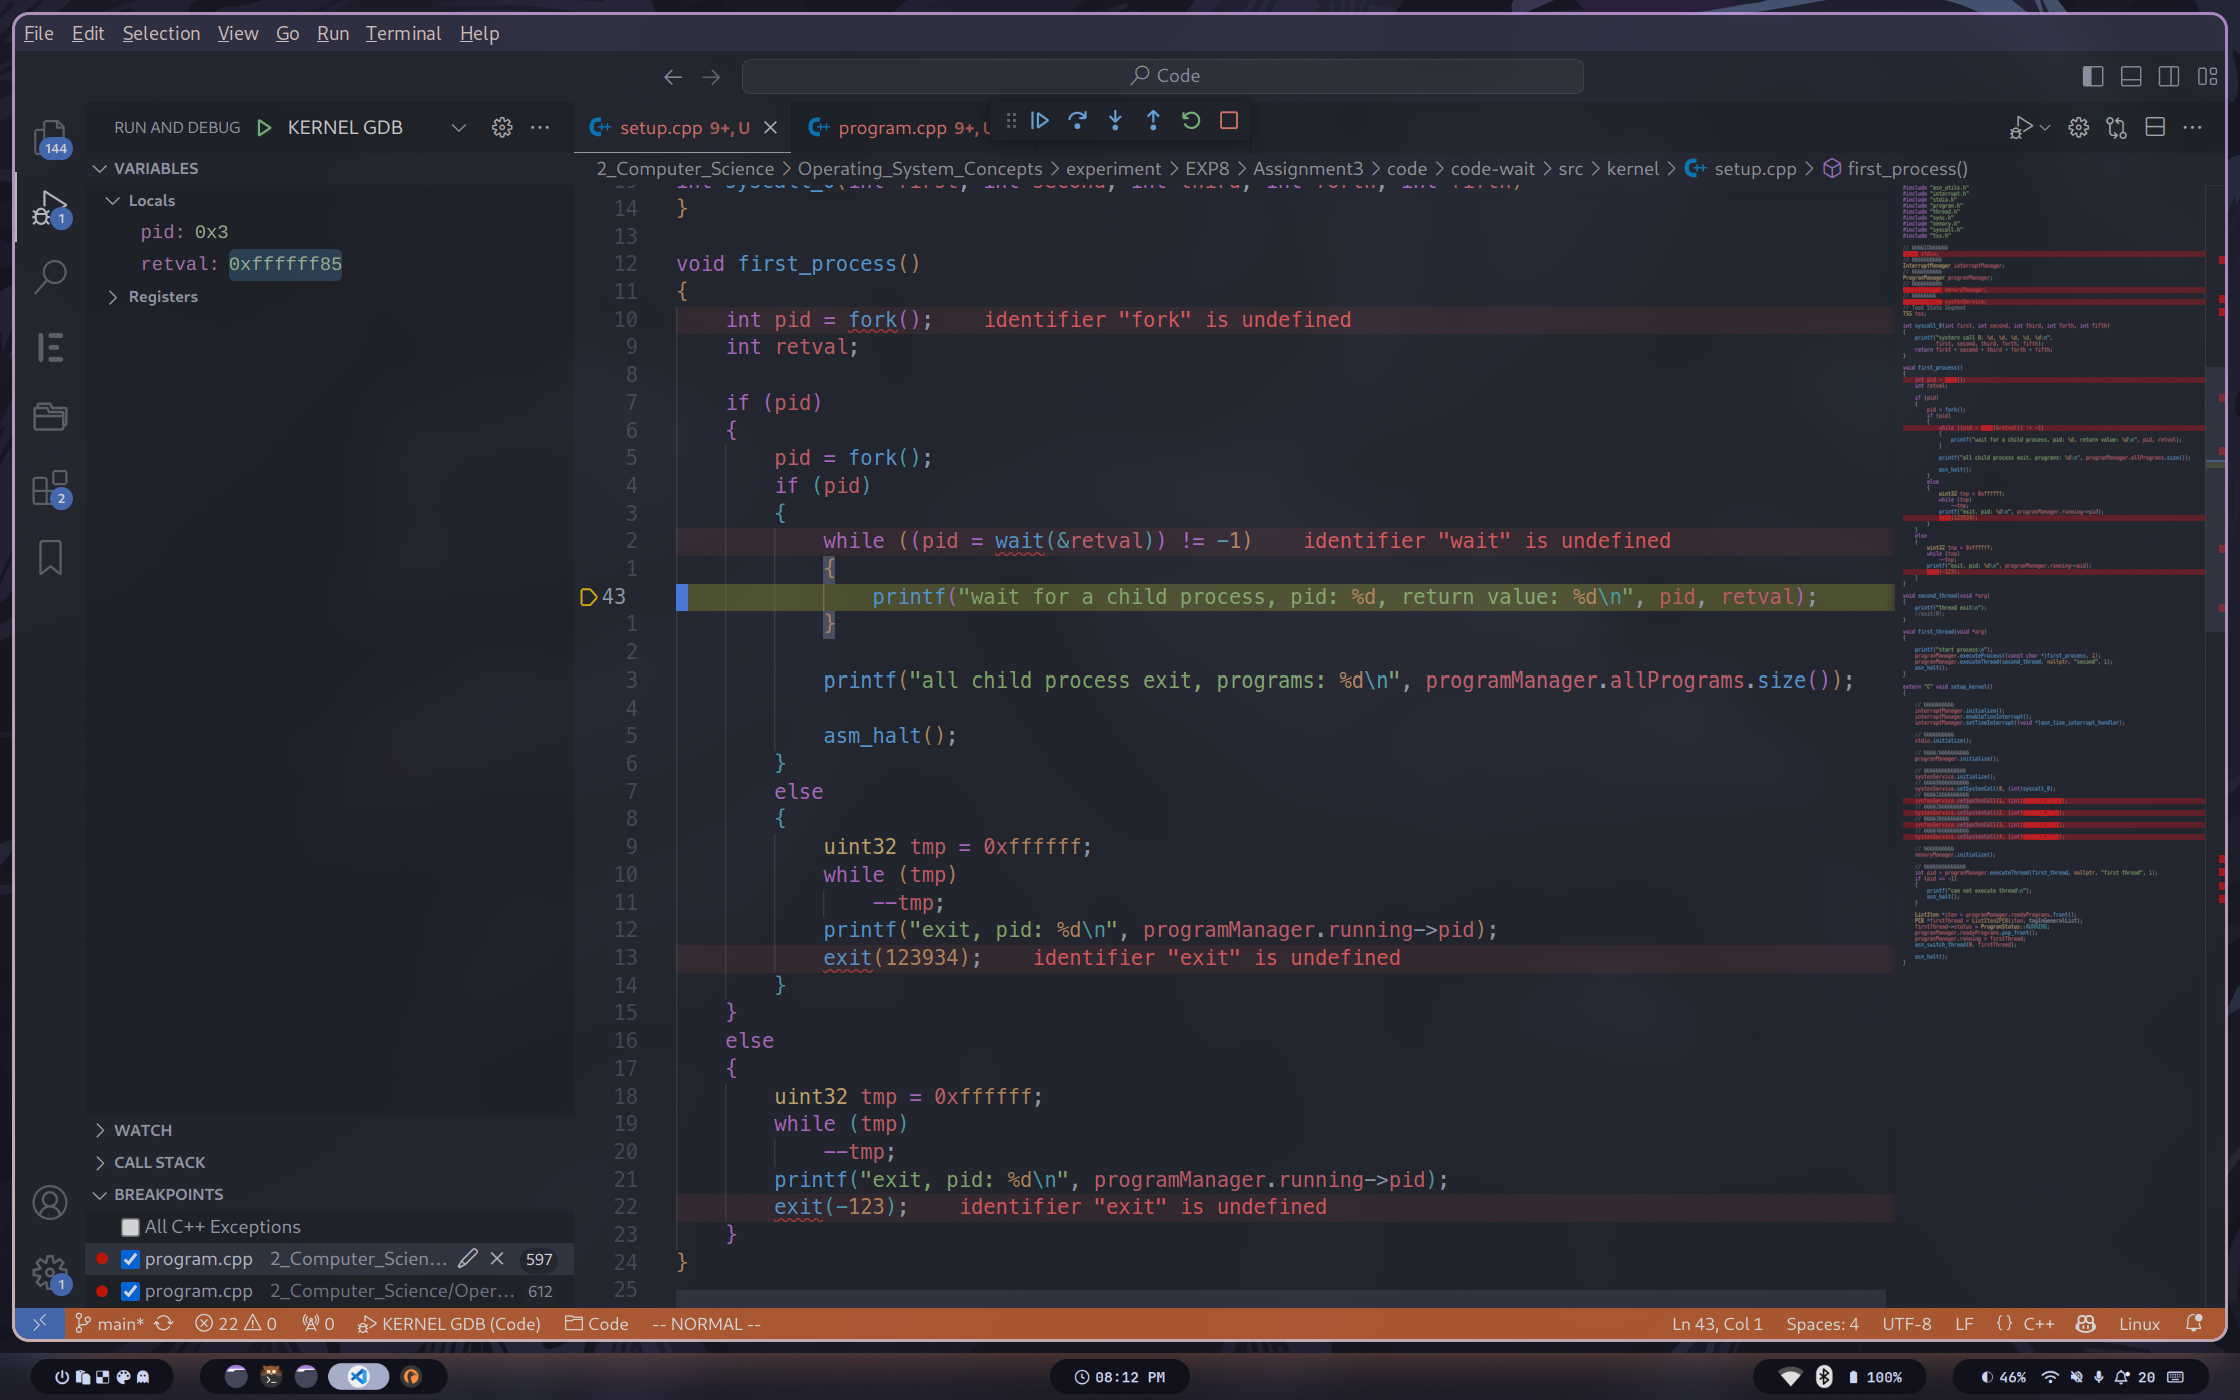 File Edit Selection View Go Run Terminal Help
Code
RUN AND DEBUG KERNEL GDB
setup.cpp 9+, U
program.cpp 9+, U
2_Computer_Science > Operating_System_Concepts > experiment > EXP8 > Assignment3 > code > code-wait > src > kernel > setup.cpp > first_process()
144
1
2
1
VARIABLES
Locals
pid: 0x3
retval: 0xffffff85
Registers
WATCH
CALL STACK
BREAKPOINTS
All C++ Exceptions
program.cpp 2_Computer_Scien... 597
program.cpp 2_Computer_Science/Oper... 612
14 }
13
12 void first_process()
11 {
10 int pid = fork(); identifier "fork" is undefined
9 int retval;
8
7 if (pid)
6 {
5 pid = fork();
4 if (pid)
3 {
2 while ((pid = wait(&retval)) != -1) identifier "wait" is undefined
1 {
43 printf("wait for a child process, pid: %d, return value: %d\n", pid, retval);
1 }
2
3 printf("all child process exit, programs: %d\n", programManager.allPrograms.size());
4
5 asm_halt();
6 }
7 else
8 {
9 uint32 tmp = 0xffffff;
10 while (tmp)
11 --tmp;
12 printf("exit, pid: %d\n", programManager.running->pid);
13 exit(123934); identifier "exit" is undefined
14 }
15 }
16 else
17 {
18 uint32 tmp = 0xffffff;
19 while (tmp)
20 --tmp;
21 printf("exit, pid: %d\n", programManager.running->pid);
22 exit(-123); identifier "exit" is undefined
23 }
24 }
25
main* 22 0 0 KERNEL GDB (Code) Code -- NORMAL -- Ln 43, Col 1 Spaces: 4 UTF-8 LF {} C++ Linux
08:12 PM 100% 46% 20